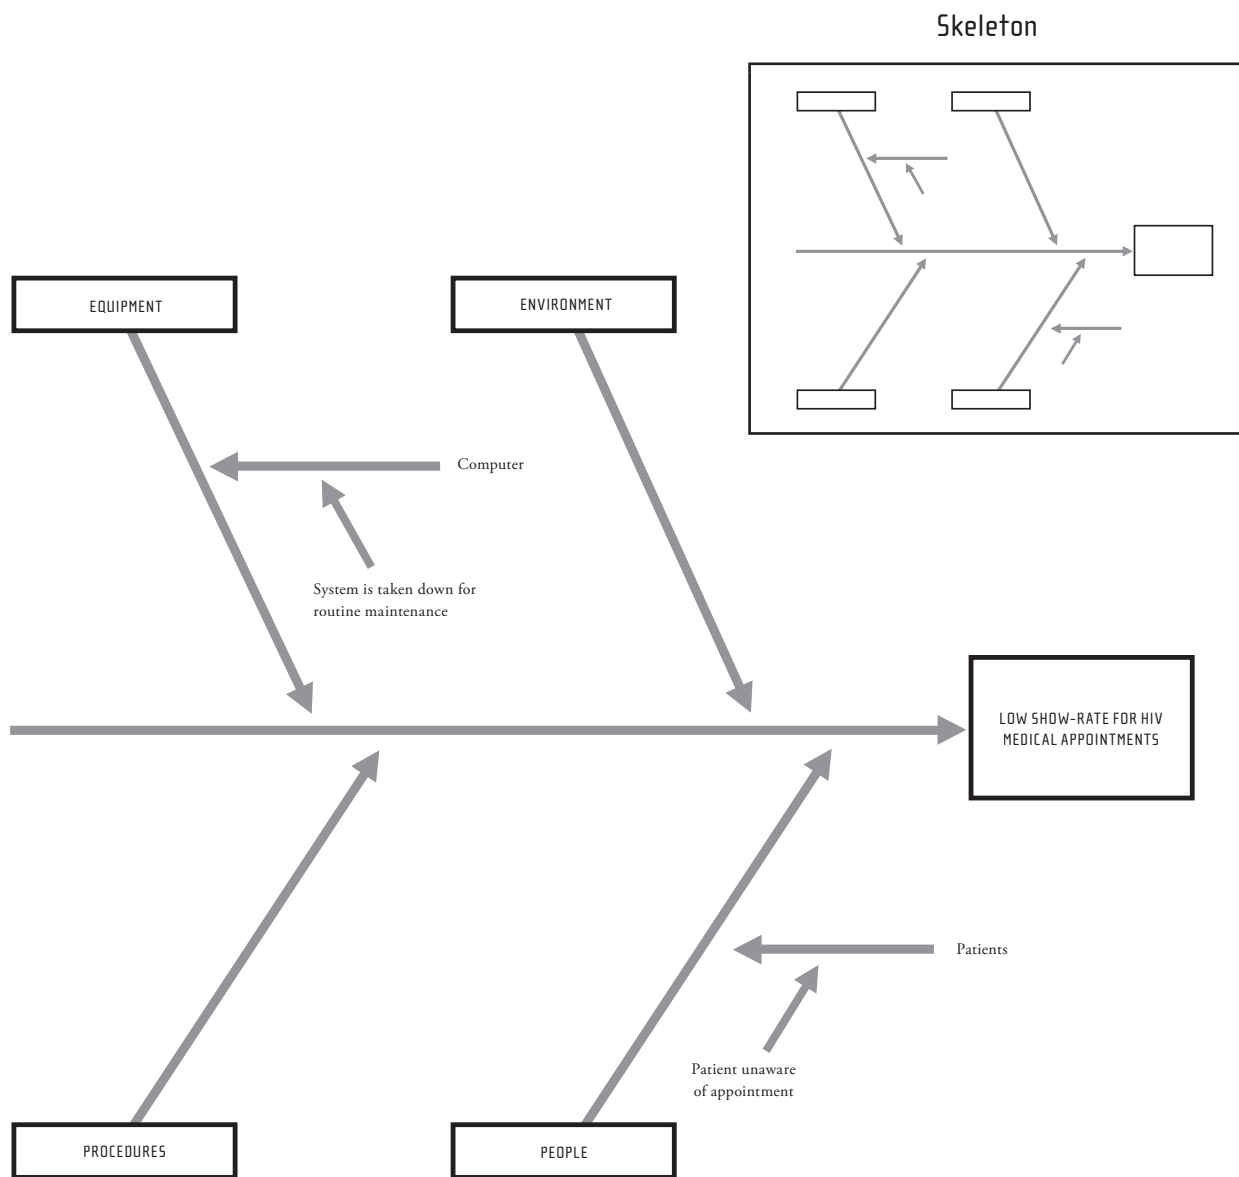 Skeleton
EQUIPMENT
ENVIRONMENT
Computer
System is taken down for
routine maintenance
LOW SHOW-RATE FOR HIV
MEDICAL APPOINTMENTS
Patients
Patient unaware
of appointment
PROCEDURES
PEOPLE